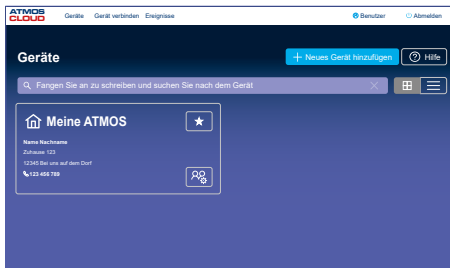 ATMOS
CLOUD
Geräte Gerät verbinden Ereignisse Benutzer Abmelden
Geräte
Neues Gerät hinzufügen Hilfe
Fangen Sie an zu schreiben und suchen Sie nach dem Gerät
Meine ATMOS
Name Nachname
Zuhause 123
12345 Bei uns auf dem Dorf
123 456 789